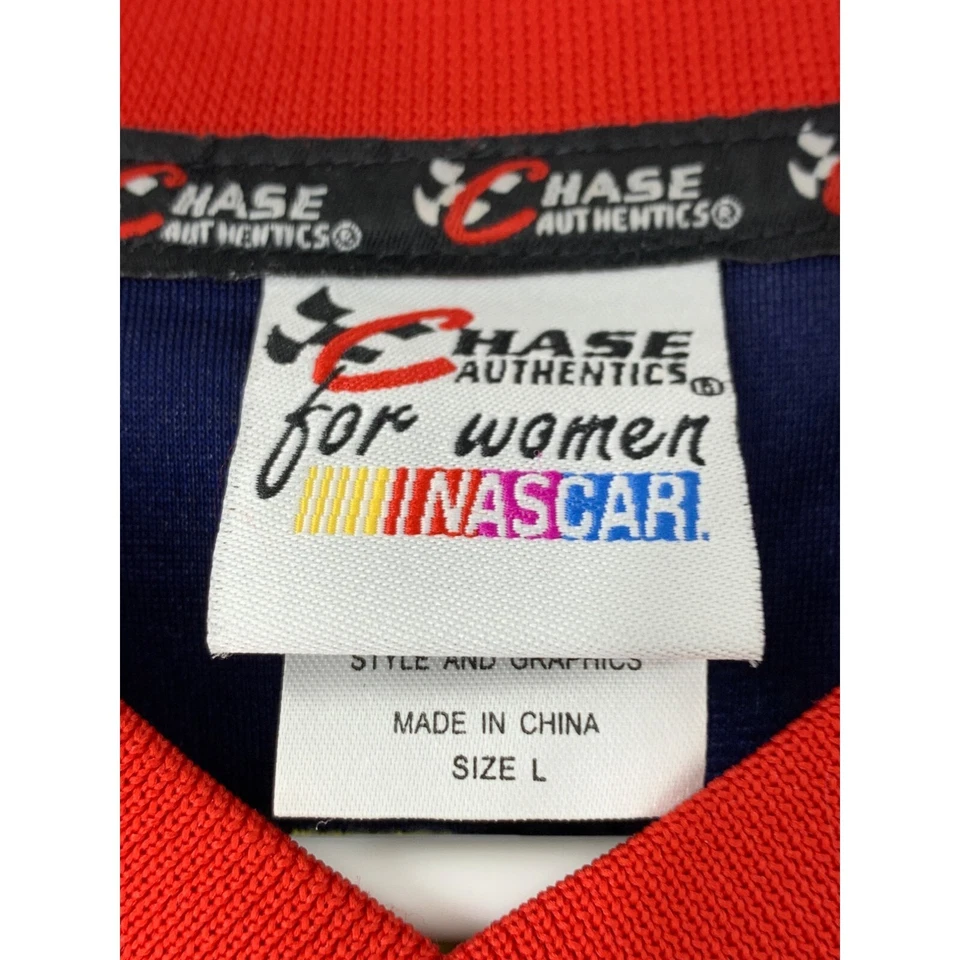 CHASE CHASE
AUTHENTICS® AUTHENTICS®
CHASE
AUTHENTICS®
for women
NASCAR.
STYLE AND GRAPHICS
MADE IN CHINA
SIZE L